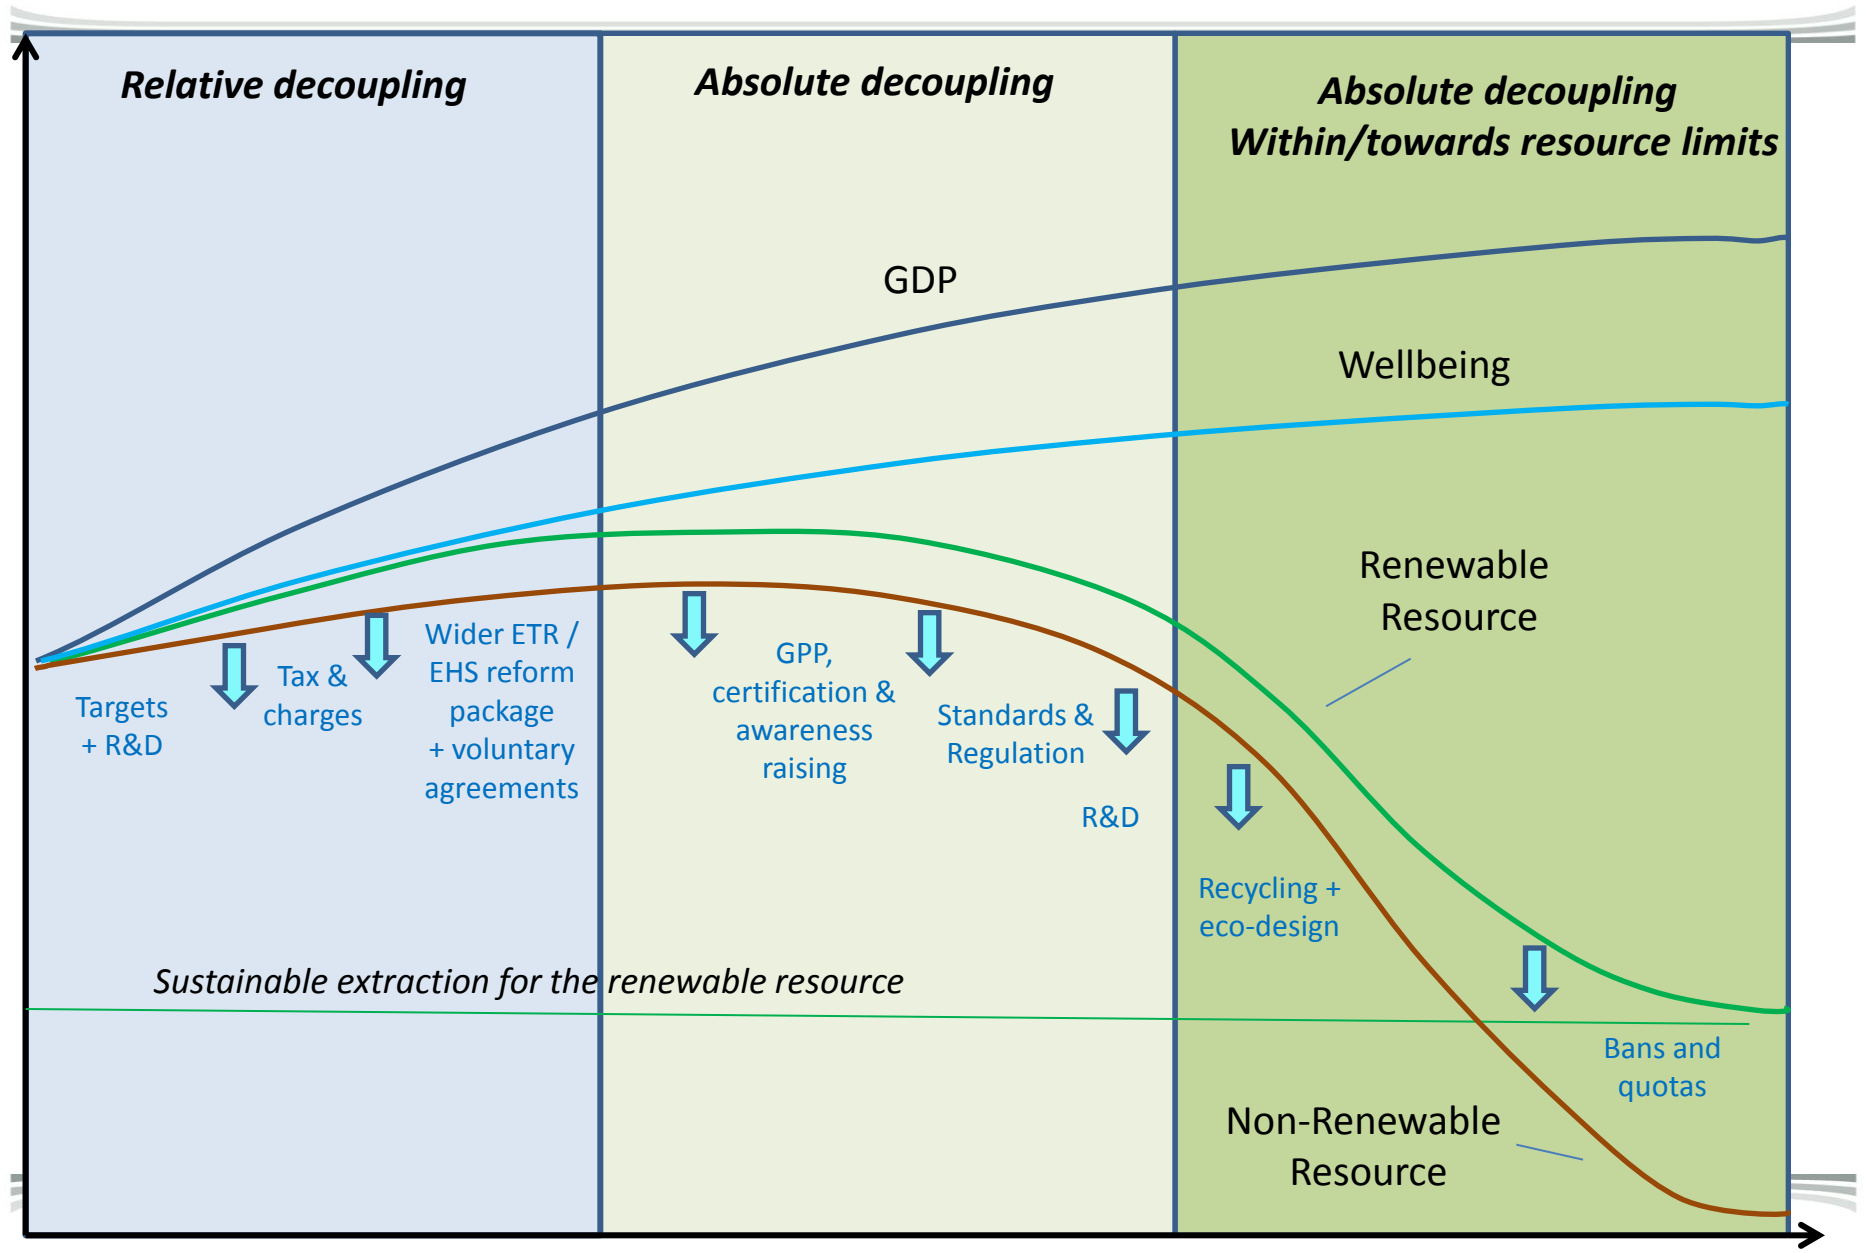 Relative decoupling
Absolute decoupling
Absolute decoupling
Within/towards resource limits
GDP
Wellbeing
Renewable
Resource
Targets
+ R&D
Tax &
charges
Wider ETR /
EHS reform
package
+ voluntary
agreements
GPP,
certification &
awareness
raising
Standards &
Regulation
R&D
Recycling +
eco-design
Sustainable extraction for the renewable resource
Bans and
quotas
Non-Renewable
Resource